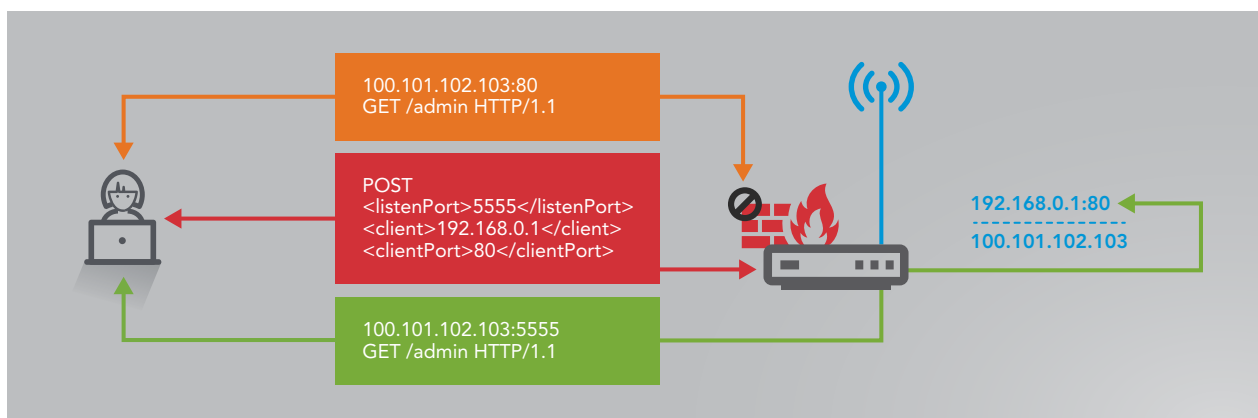 100.101.102.103:80
GET /admin HTTP/1.1
POST
<listenPort>5555</listenPort>
<client>192.168.0.1</client>
<clientPort>80</clientPort>
192.168.0.1:80
100.101.102.103
100.101.102.103:5555
GET /admin HTTP/1.1